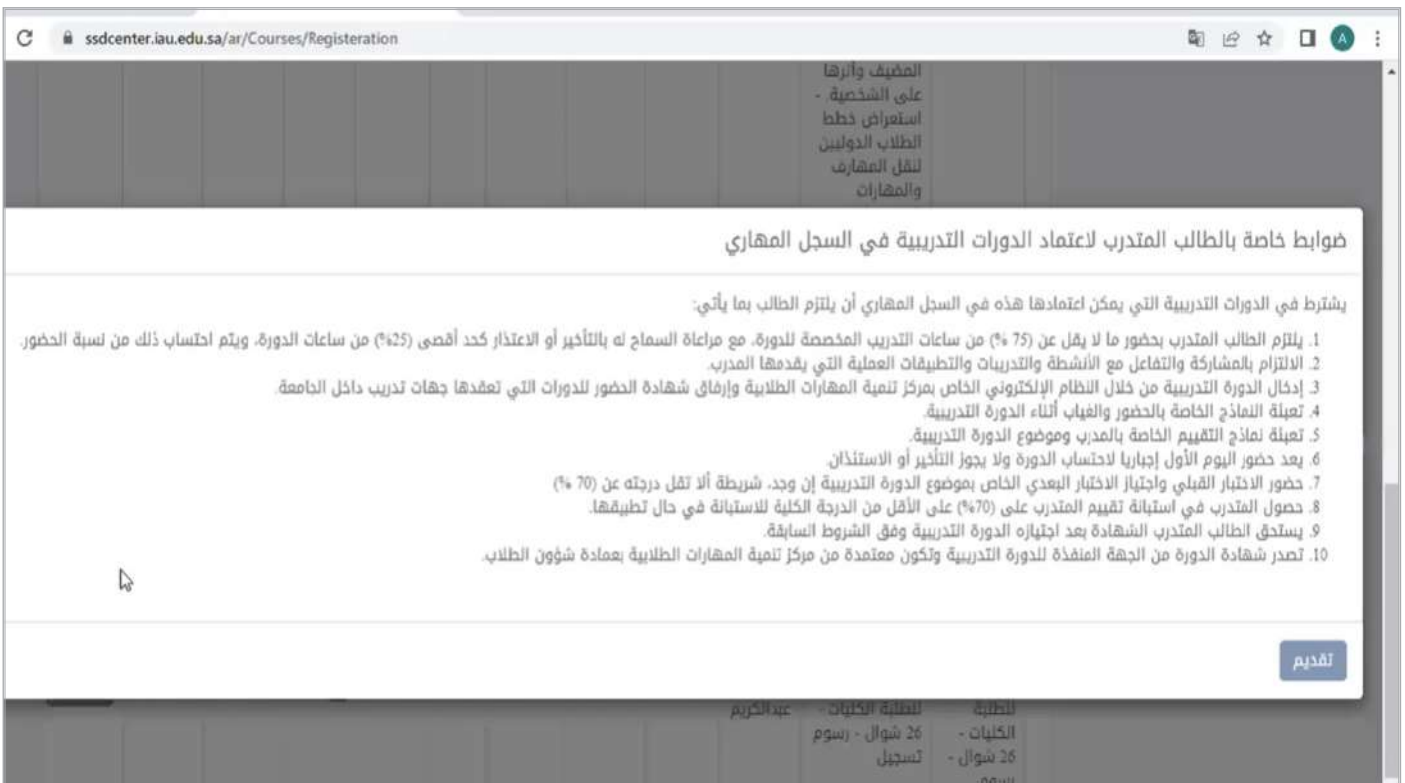 ssdcenter.iau.edu.sa/ar/Courses/Registeration
A
المضيف وأثرها
على الشخصية. -
استعراض خطط
الطلاب الدوليين
لنقل المعارف
والمهارات
ضوابط خاصة بالطالب المتدرب لاعتماد الدورات التدريبية في السجل المهاري
يشترط في الدورات التدريبية التي يمكن اعتمادها هذه في السجل المهاري أن يلتزم الطالب بما يأتي:
1. يلتزم الطالب المتدرب بحضور ما لا يقل عن (75 %) من ساعات التدريب المخصصة للدورة، مع مراعاة السماح له بالتأخير أو الاعتذار كحد أقصى (25%) من ساعات الدورة، ويتم احتساب ذلك من نسبة الحضور.
2. الالتزام بالمشاركة والتفاعل مع الأنشطة والتدريبات والتطبيقات العملية التي يقدمها المدرب.
3. إدخال الدورة التدريبية من خلال النظام الإلكتروني الخاص بمركز تنمية المهارات الطلابية وإرفاق شهادة الحضور للدورات التي تعقدها جهات تدريب داخل الجامعة.
4. تعبئة النماذج الخاصة بالحضور والغياب أثناء الدورة التدريبية.
5. تعبئة نماذج التقييم الخاصة بالمدرب وموضوع الدورة التدريبية.
6. يعد حضور اليوم الأول إجباريا لاحتساب الدورة ولا يجوز التأخير أو الاستئذان.
7. حضور الاختبار القبلي واجتياز الاختبار البعدي الخاص بموضوع الدورة التدريبية إن وجد، شريطة ألا تقل درجته عن (70 %)
8. حصول المتدرب في استبانة تقييم المتدرب على (70%) على الأقل من الدرجة الكلية للاستبانة في حال تطبيقها.
9. يستحق الطالب المتدرب الشهادة بعد اجتيازه الدورة التدريبية وفق الشروط السابقة.
10. تصدر شهادة الدورة من الجهة المنفذة للدورة التدريبية وتكون معتمدة من مركز تنمية المهارات الطلابية بعمادة شؤون الطلاب.
تقديم
للطلبة للطلبة الكليات - عبدالكريم
الكليات - 26 شوال - رسوم
26 شوال - تسجيل
رسوم